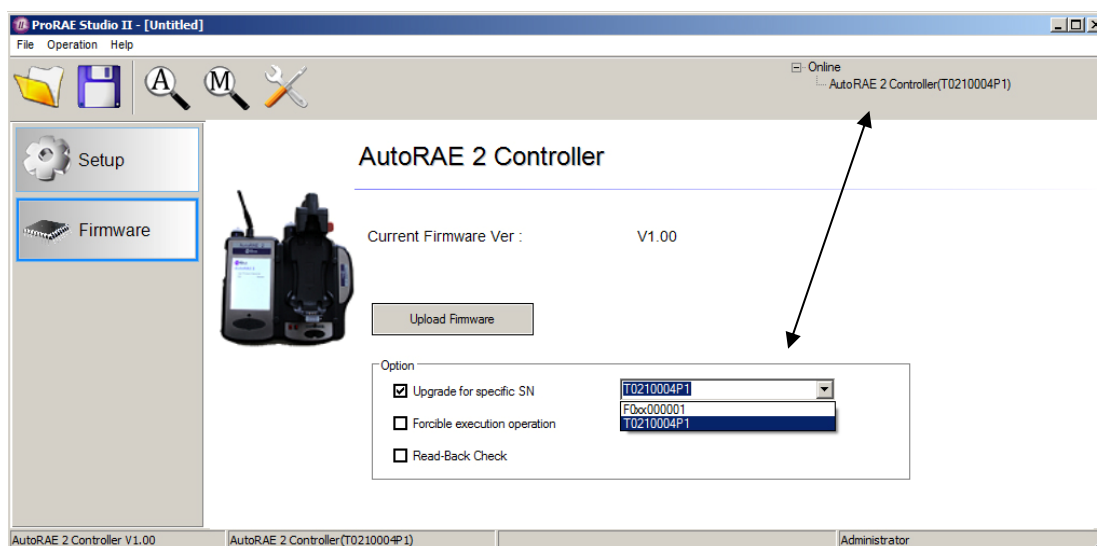 ProRAE Studio II - [Untitled]
File Operation Help
A M
Online
AutoRAE 2 Controller(T0210004P1)
Setup
Firmware
AutoRAE 2 Controller
Current Firmware Ver : V1.00
Upload Firmware
Option
Upgrade for specific SN T0210004P1
F0xx000001
T0210004P1
Forcible execution operation
Read-Back Check
AutoRAE 2 Controller V1.00 AutoRAE 2 Controller(T0210004P1) Administrator